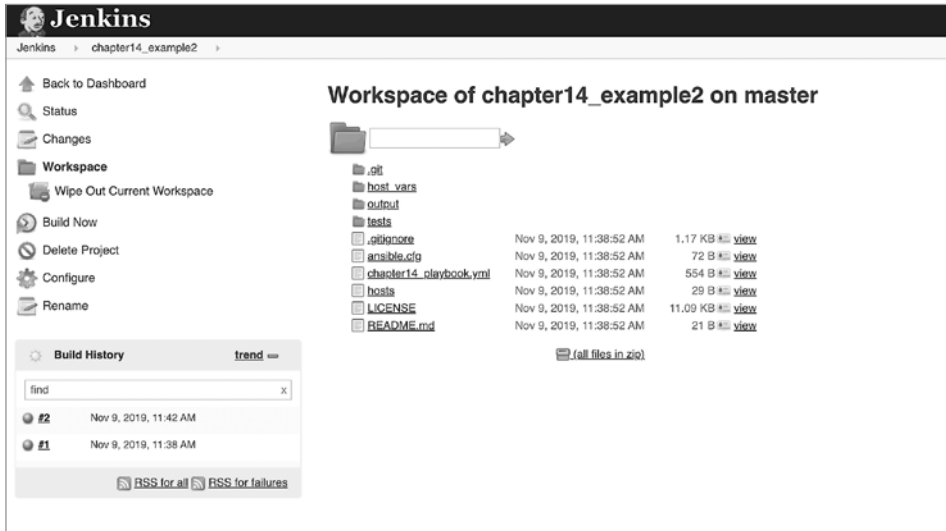 Jenkins
Jenkins chapter14_example2
Back to Dashboard
Status
Changes
Workspace
Wipe Out Current Workspace
Build Now
Delete Project
Configure
Rename
Build History trend
find x
#2 Nov 9, 2019, 11:42 AM
#1 Nov 9, 2019, 11:38 AM
RSS for all RSS for failures
Workspace of chapter14_example2 on master
.git
host_vars
output
tests
.gitignore Nov 9, 2019, 11:38:52 AM 1.17 KB view
ansible.cfg Nov 9, 2019, 11:38:52 AM 72 B view
chapter14_playbook.yml Nov 9, 2019, 11:38:52 AM 554 B view
hosts Nov 9, 2019, 11:38:52 AM 29 B view
LICENSE Nov 9, 2019, 11:38:52 AM 11.09 KB view
README.md Nov 9, 2019, 11:38:52 AM 21 B view
(all files in zip)